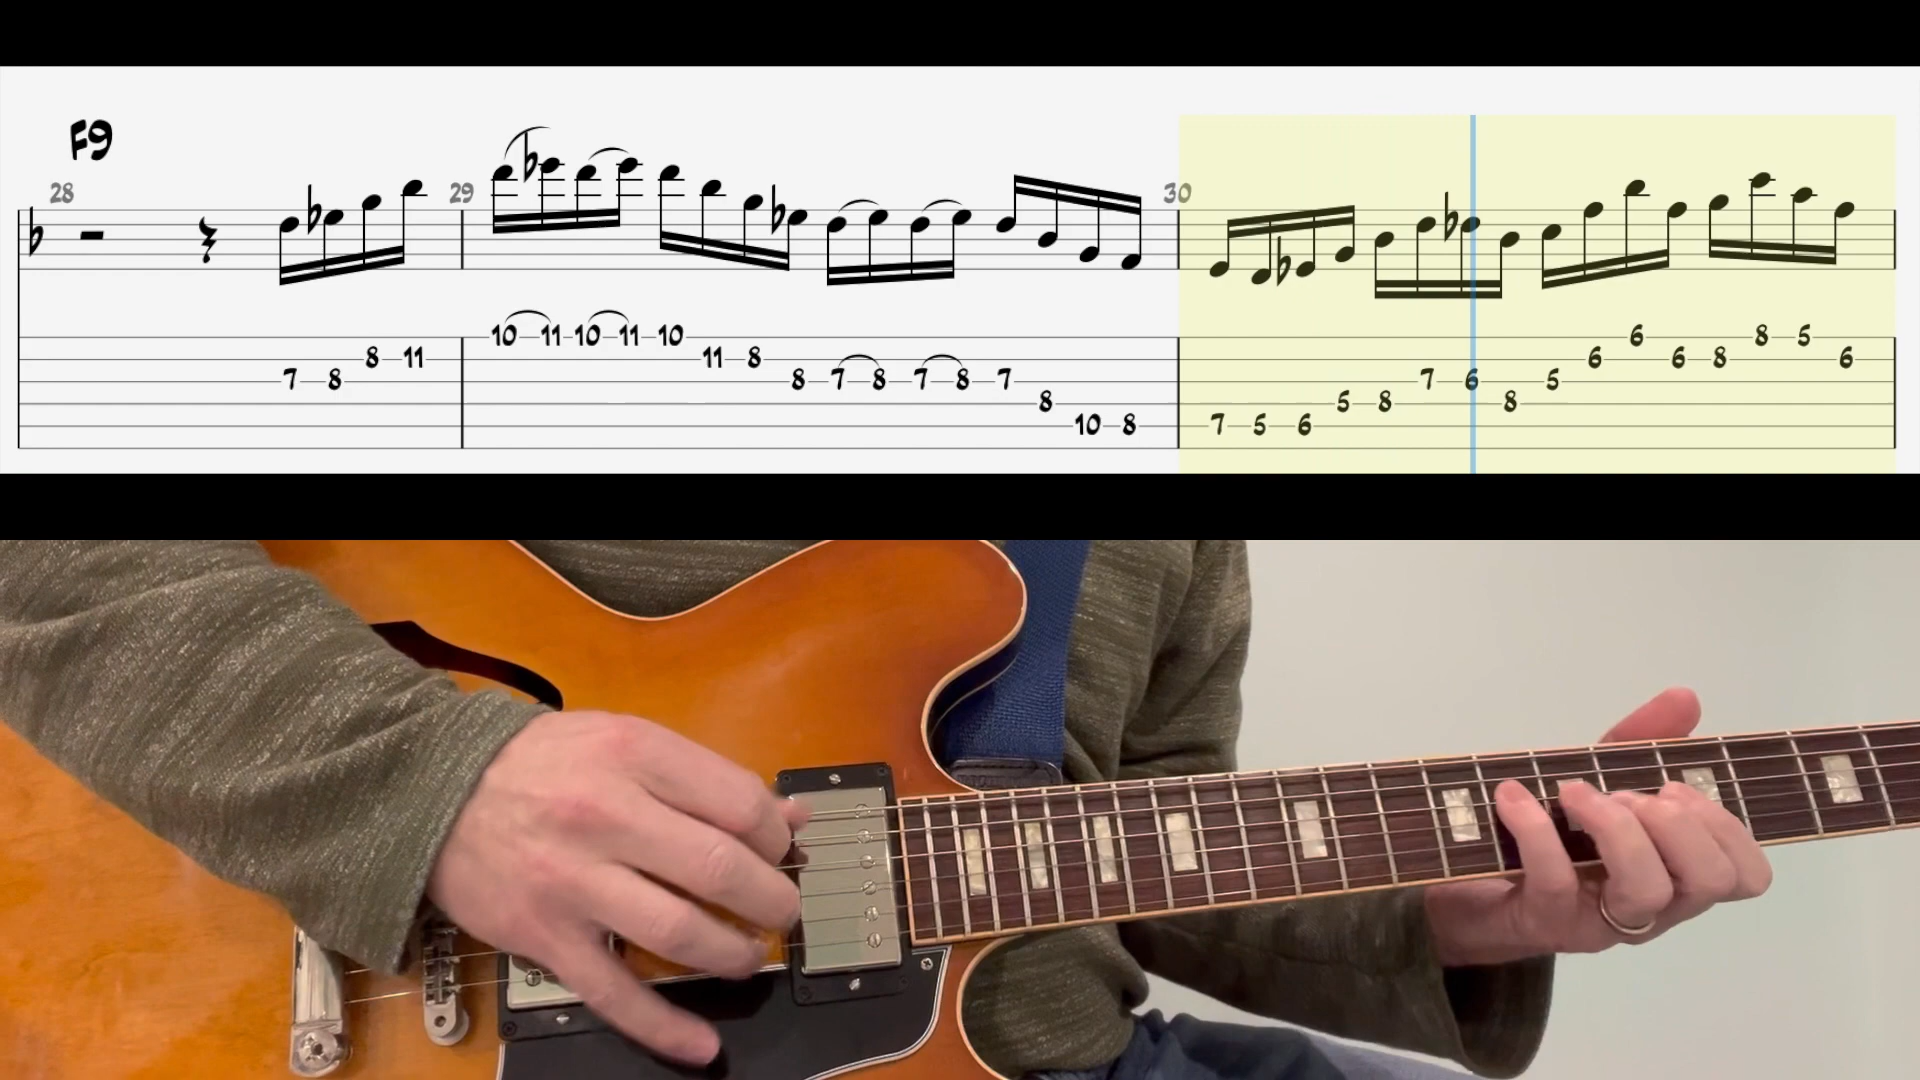 F9
28 29 30
10 11 10 11 10 6 8 5
8 11 11 8 6 6 8 6
7 8 8 7 8 7 8 7 7 6 5
8 5 8 8
10 8 7 5 6